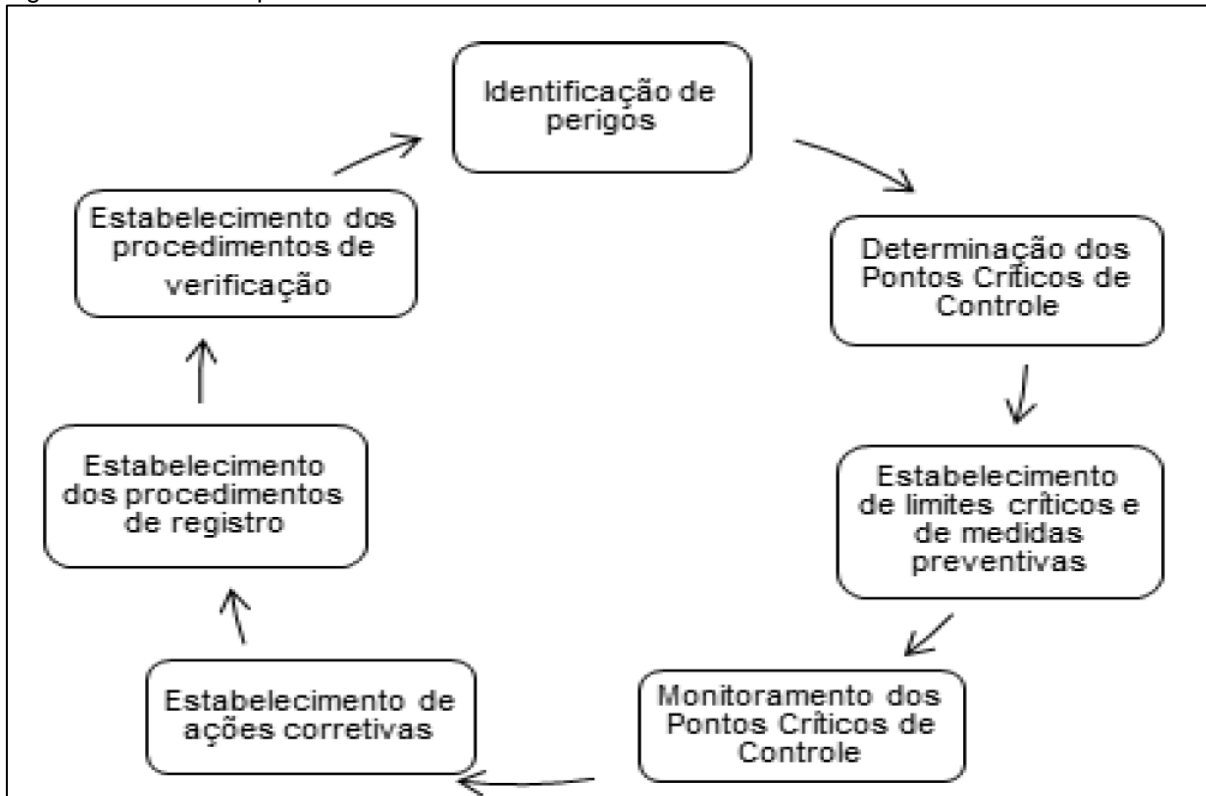 Identificação de
perigos
Determinação dos
Pontos Críticos de
Controle
Estabelecimento
de limites críticos e
de medidas
preventivas
Monitoramento dos
Pontos Críticos de
Controle
Estabelecimento de
ações corretivas
Estabelecimento
dos procedimentos
de registro
Estabelecimento dos
procedimentos de
verificação